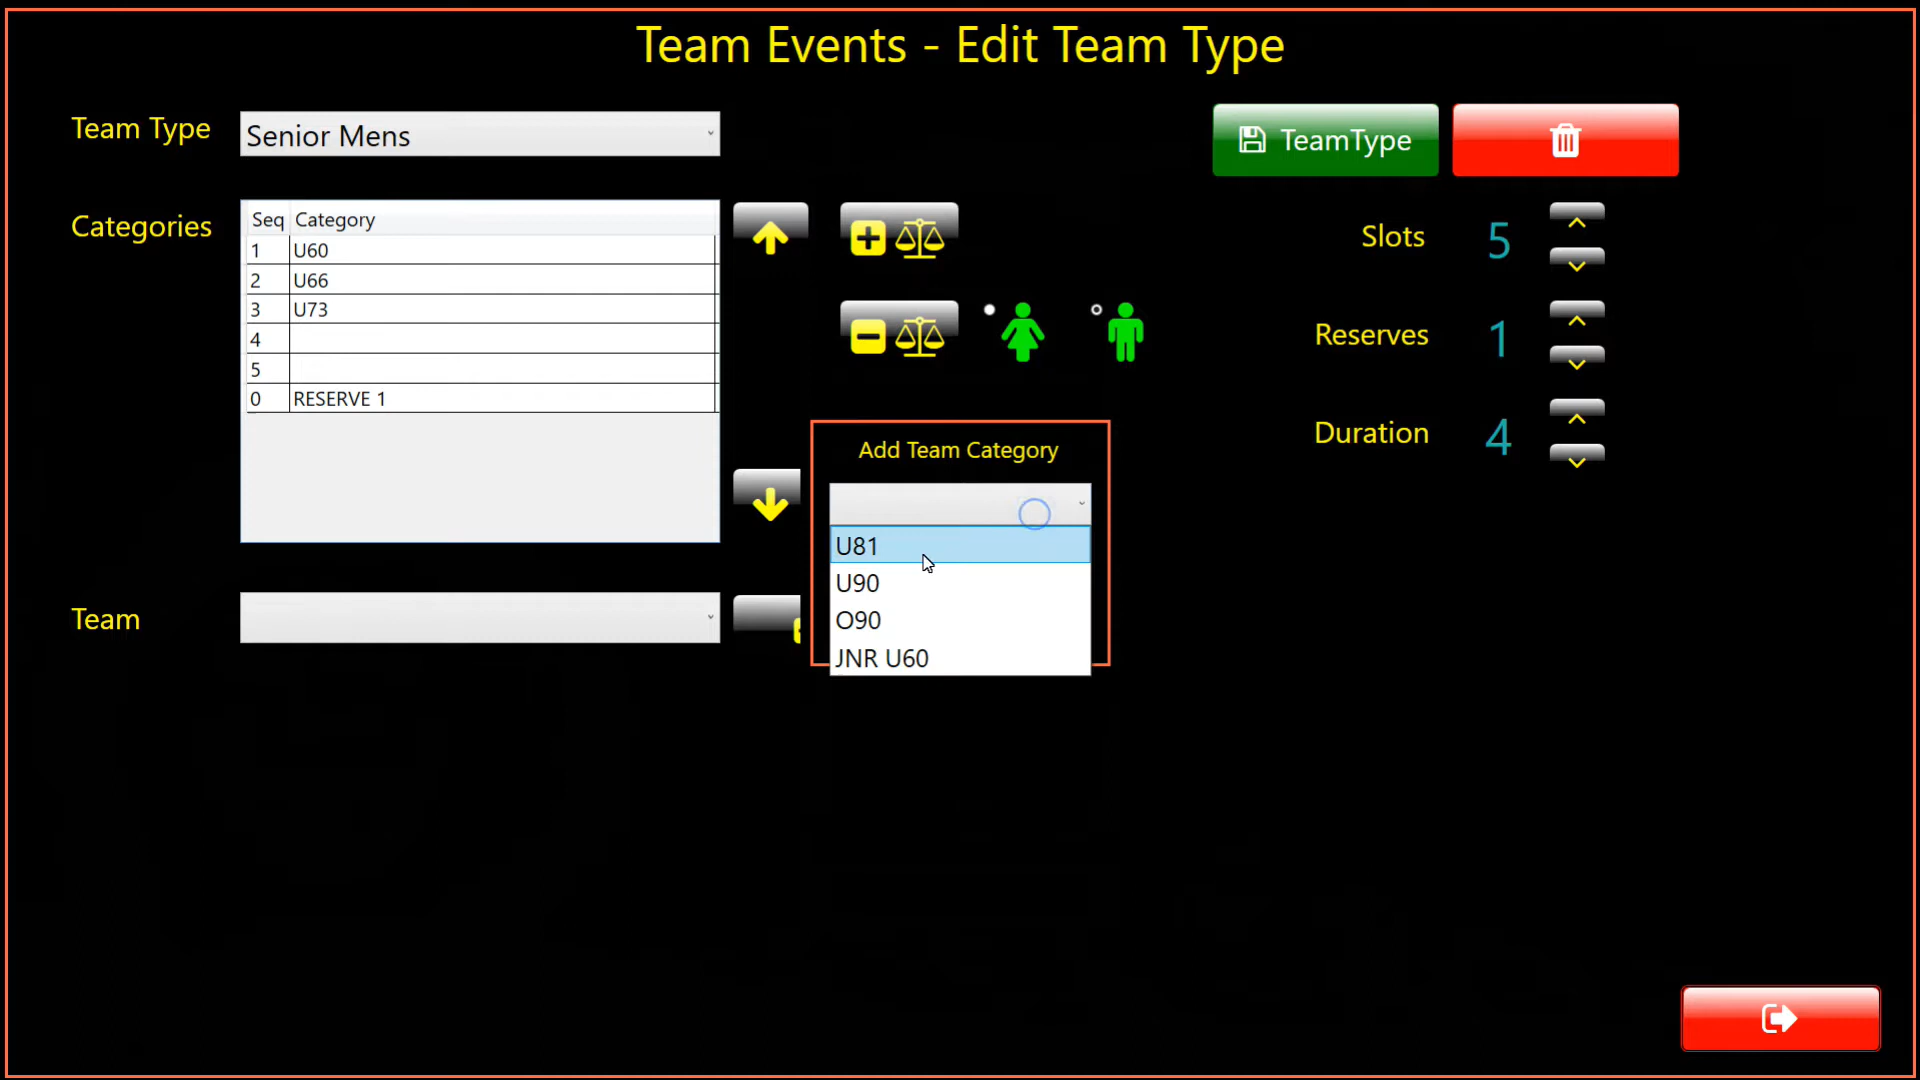 Team Events - Edit Team Type
Team Type
Senior Mens
TeamType
Categories
Seq Category
1 U60
2 U66
3 U73
4
5
0 RESERVE 1
Slots 5
Reserves 1
Duration 4
Add Team Category
U81
U90
O90
JNR U60
Team